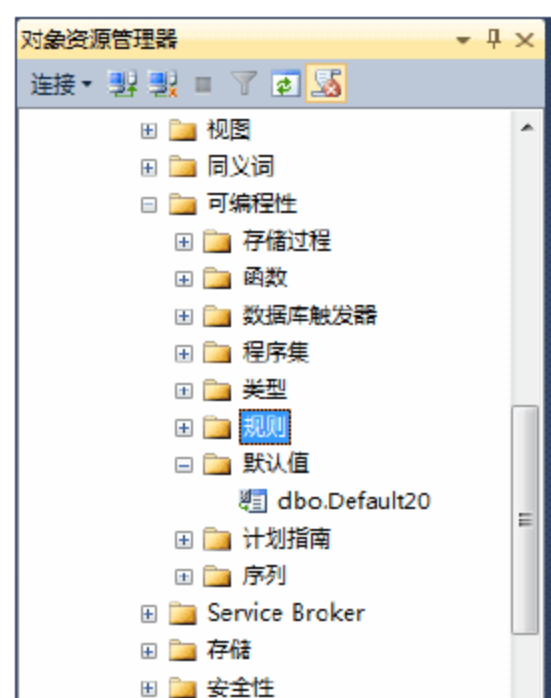 对象资源管理器
连接
视图
同义词
可编程性
存储过程
函数
数据库触发器
程序集
类型
规则
默认值
dbo.Default20
计划指南
序列
Service Broker
存储
安全性